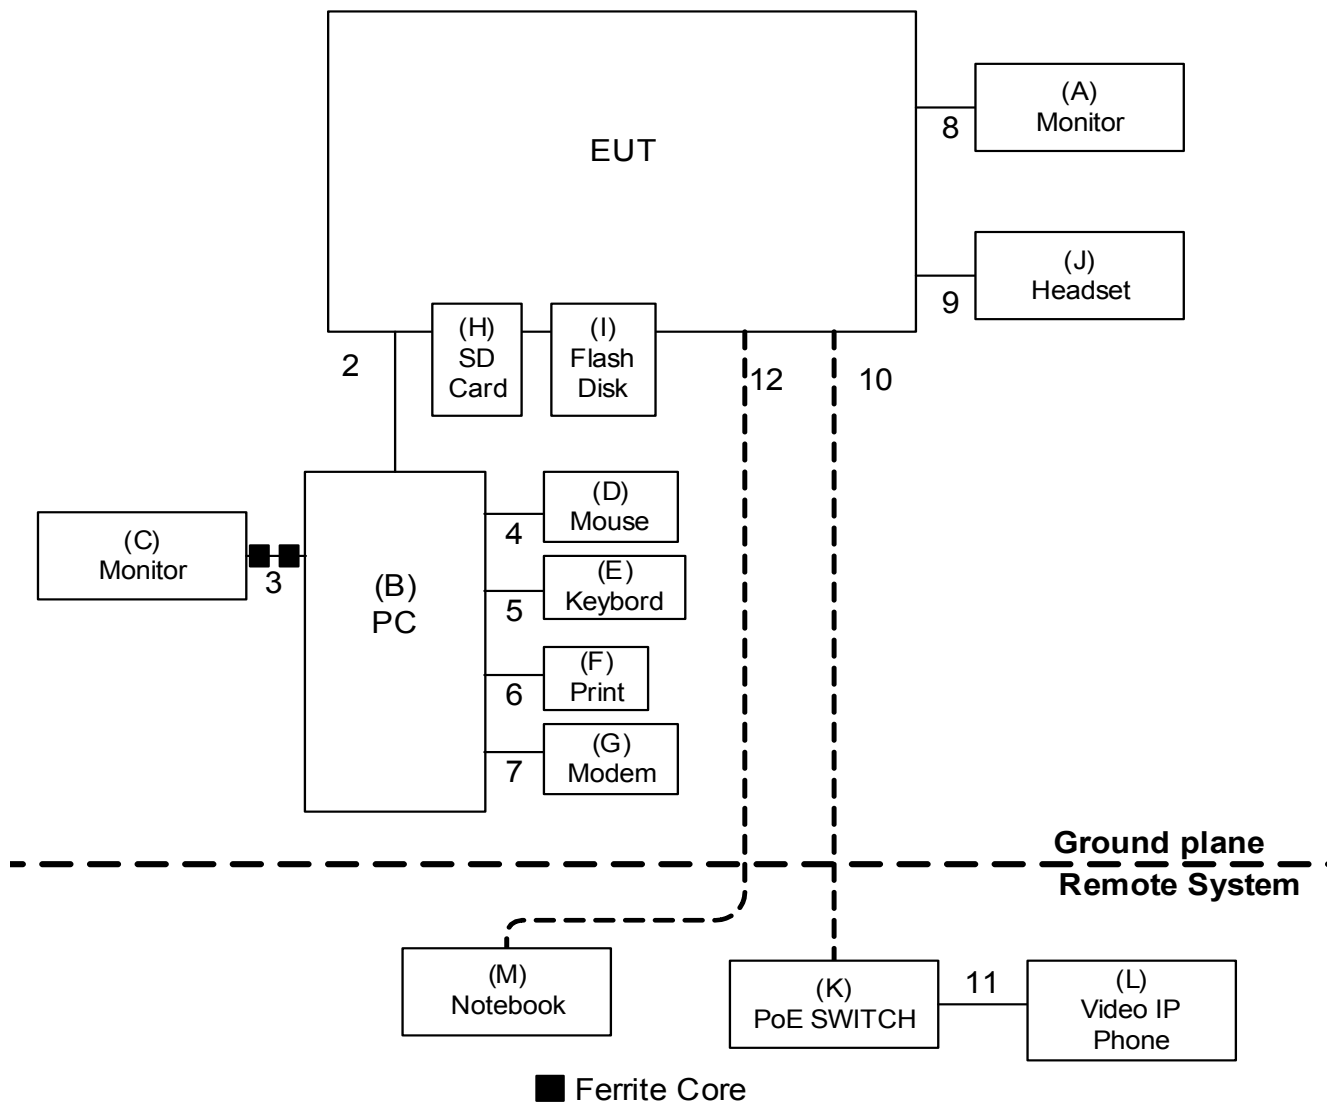 EUT
(A)
Monitor
8
(J)
Headset
9
(H)
SD
Card
(I)
Flash
Disk
2
12
10
(C)
Monitor
3
(B)
PC
(D)
Mouse
4
(E)
Keybord
5
(F)
Print
6
(G)
Modem
7
Ground plane
Remote System
(M)
Notebook
(K)
PoE SWITCH
11
(L)
Video IP
Phone
Ferrite Core